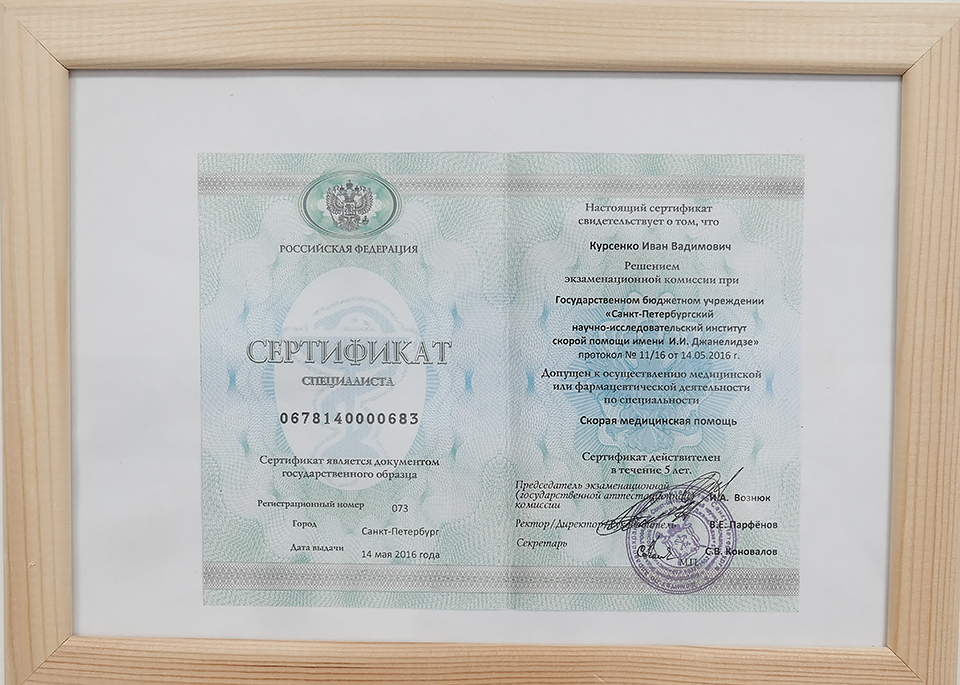 РОССИЙСКАЯ ФЕДЕРАЦИЯ
СЕРТИФИКАТ
СПЕЦИАЛИСТА
0678140000683
Сертификат является документом
государственного образца
Регистрационный номер 073
Город Санкт-Петербург
Дата выдачи 14 мая 2016 года
Настоящий сертификат
свидетельствует о том, что
Курсенко Иван Вадимович
Решением
экзаменационной комиссии при
Государственном бюджетном учреждении
«Санкт-Петербургский
научно-исследовательский институт
скорой помощи имени И.И. Джанелидзе»
протокол № 11/16 от 14.05.2016 г.
Допущен к осуществлению медицинской
или фармацевтической деятельности
по специальности
Скорая медицинская помощь
Сертификат действителен
в течение 5 лет.
Председатель экзаменационной
(государственной аттестационной) И.А. Вознюк
комиссии
Ректор/Директор/Руководитель В.Е. Парфёнов
Секретарь С.В. Коновалов
М.П.